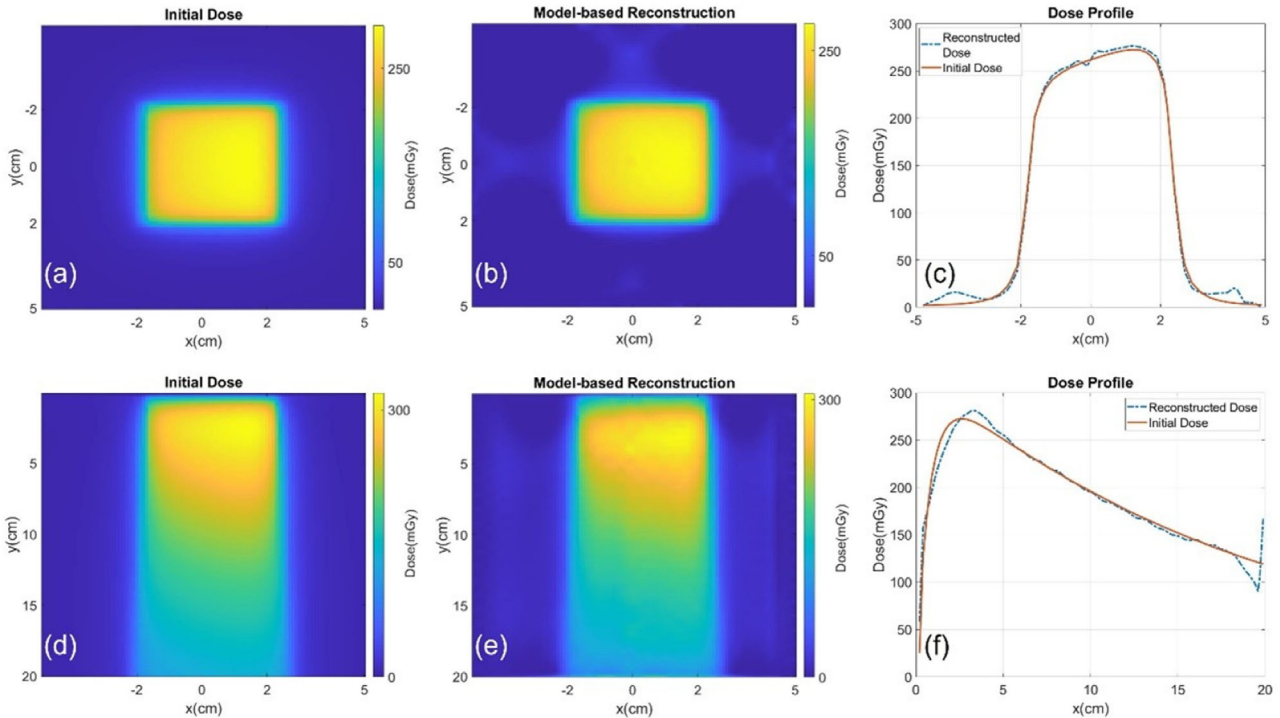 Initial Dose
-2
0
2
5
y(cm)
-2
0
2
5
x(cm)
250
50
Dose(mGy)
(a)
Model-based Reconstruction
-2
0
2
5
y(cm)
-2
0
2
5
x(cm)
250
50
Dose(mGy)
(b)
Dose Profile
300
250
200
150
100
50
0
Dose(mGy)
-5
-2
0
2
5
x(cm)
Reconstructed
Dose
Initial Dose
(c)
Initial Dose
5
10
15
20
y(cm)
-2
0
2
5
x(cm)
300
0
Dose(mGy)
(d)
Model-based Reconstruction
5
10
15
20
y(cm)
-2
0
2
5
x(cm)
300
0
Dose(mGy)
(e)
Dose Profile
300
250
200
150
100
50
0
Dose(mGy)
0
5
10
15
20
x(cm)
Reconstructed Dose
Initial Dose
(f)